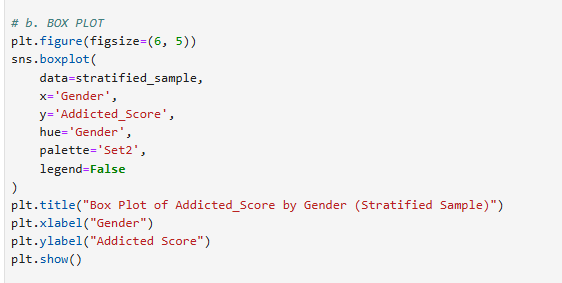 # b. BOX PLOT
plt.figure(figsize=(6, 5))
sns.boxplot(
    data=stratified_sample,
    x='Gender',
    y='Addicted_Score',
    hue='Gender',
    palette='Set2',
    legend=False
)
plt.title("Box Plot of Addicted_Score by Gender (Stratified Sample)")
plt.xlabel("Gender")
plt.ylabel("Addicted Score")
plt.show()